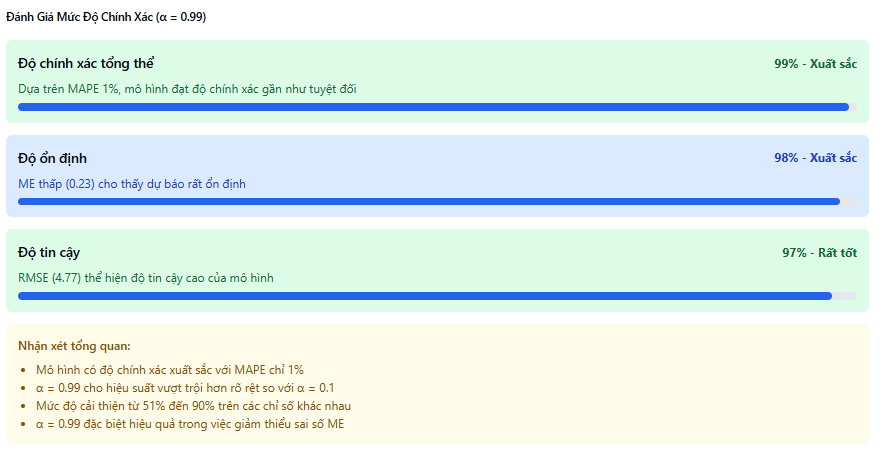 Đánh Giá Mức Độ Chính Xác (α = 0.99)
Độ chính xác tổng thể
99% - Xuất sắc
Dựa trên MAPE 1%, mô hình đạt độ chính xác gần như tuyệt đối
Độ ổn định
98% - Xuất sắc
ME thấp (0.23) cho thấy dự báo rất ổn định
Độ tin cậy
97% - Rất tốt
RMSE (4.77) thể hiện độ tin cậy cao của mô hình
Nhận xét tổng quan:
• Mô hình có độ chính xác xuất sắc với MAPE chỉ 1%
• α = 0.99 cho hiệu suất vượt trội hơn rõ rệt so với α = 0.1
• Mức độ cải thiện từ 51% đến 90% trên các chỉ số khác nhau
• α = 0.99 đặc biệt hiệu quả trong việc giảm thiểu sai số ME